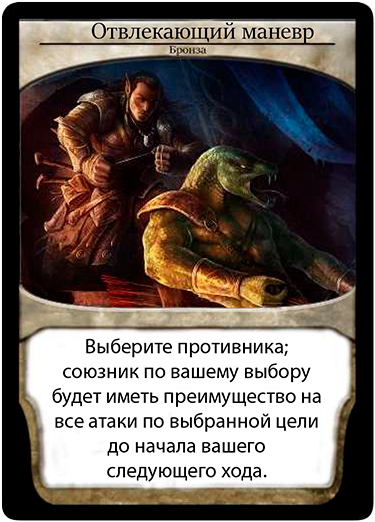 Отвлекающий маневр
Бронза
Выберите противника;
союзник по вашему выбору
будет иметь преимущество на
все атаки по выбранной цели
до начала вашего
следующего хода.